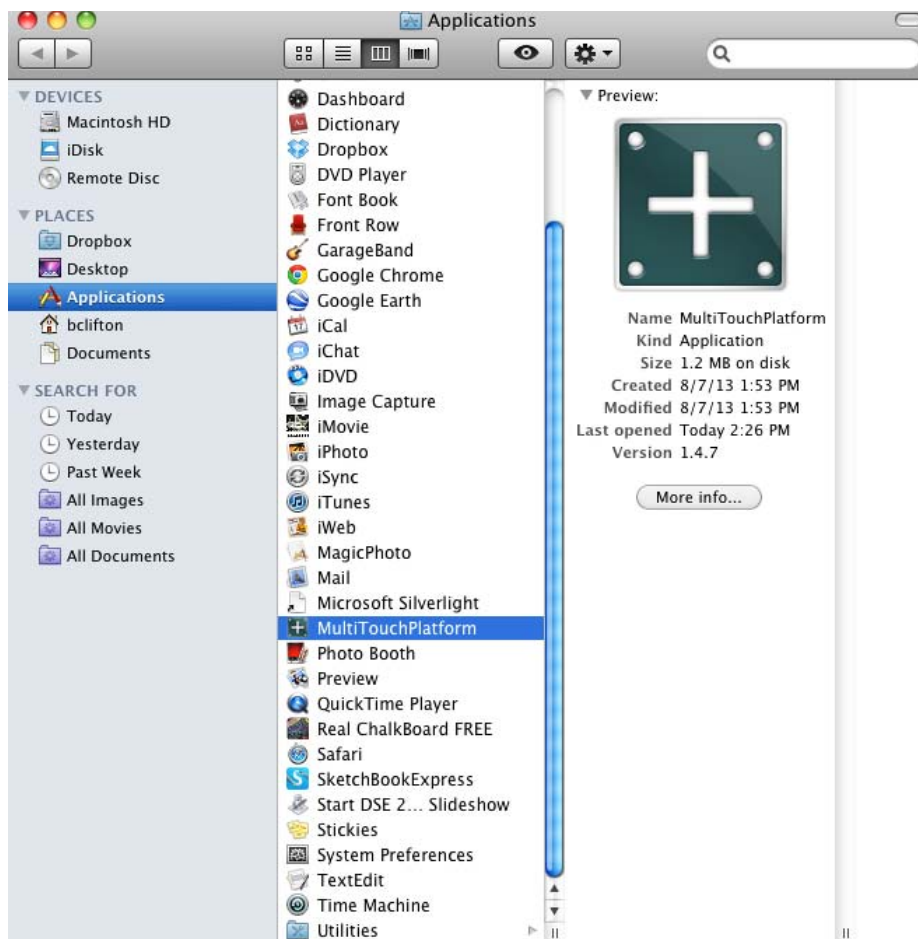 Applications
DEVICES
Macintosh HD
iDisk
Remote Disc
PLACES
Dropbox
Desktop
Applications
bclifton
Documents
SEARCH FOR
Today
Yesterday
Past Week
All Images
All Movies
All Documents
Dashboard
Dictionary
Dropbox
DVD Player
Font Book
Front Row
GarageBand
Google Chrome
Google Earth
iCal
iChat
iDVD
Image Capture
iMovie
iPhoto
iSync
iTunes
iWeb
MagicPhoto
Mail
Microsoft Silverlight
MultiTouchPlatform
Photo Booth
Preview
QuickTime Player
Real ChalkBoard FREE
Safari
SketchBookExpress
Start DSE 2... Slideshow
Stickies
System Preferences
TextEdit
Time Machine
Utilities
Preview:
Name MultiTouchPlatform
Kind Application
Size 1.2 MB on disk
Created 8/7/13 1:53 PM
Modified 8/7/13 1:53 PM
Last opened Today 2:26 PM
Version 1.4.7
More info...